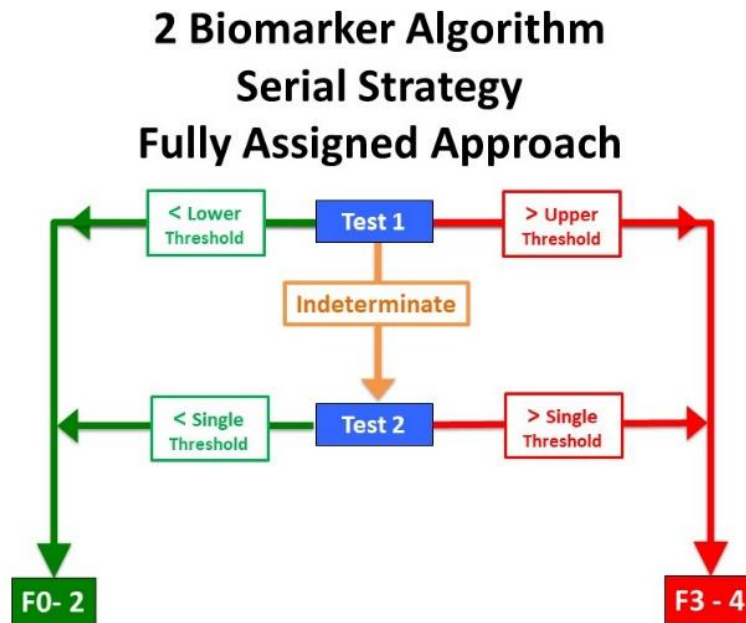 2 Biomarker Algorithm
Serial Strategy
Fully Assigned Approach
< Lower
Threshold
Test 1
> Upper
Threshold
Indeterminate
< Single
Threshold
Test 2
> Single
Threshold
F0- 2
F3 - 4